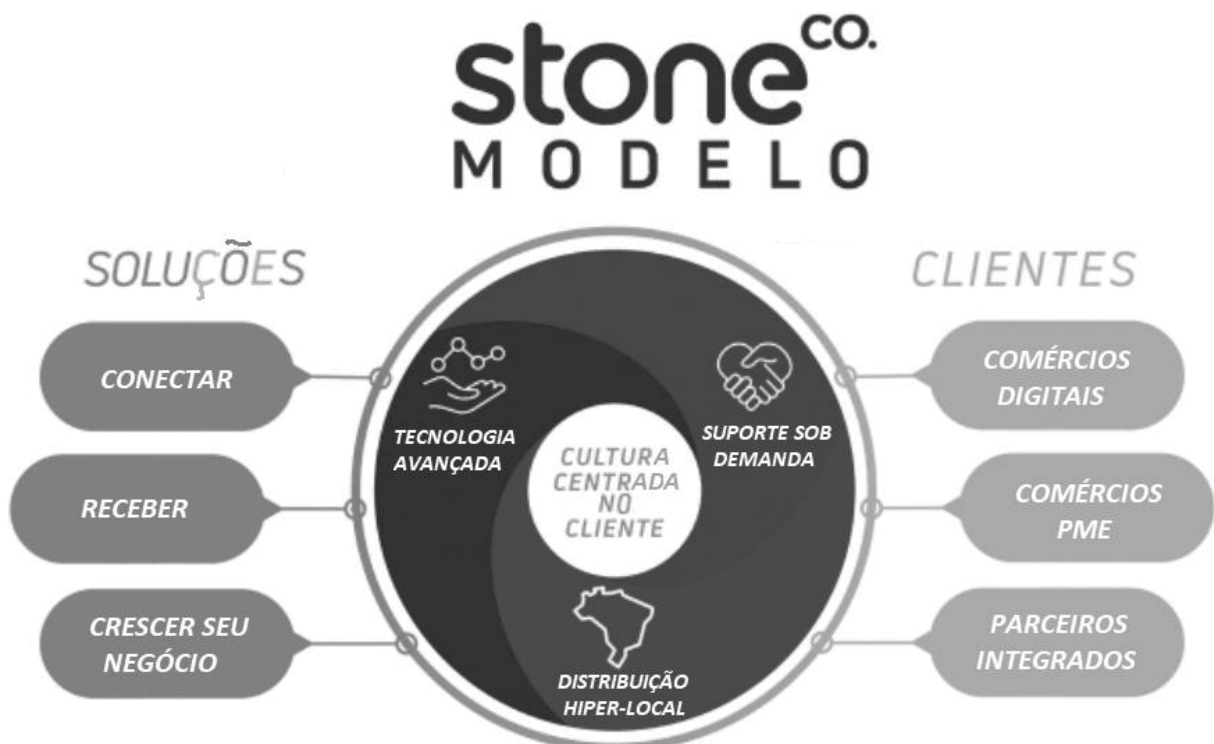 stone CO.
MODELO
SOLUÇÕES
CONECTAR
RECEBER
CRESCER SEU
NEGÓCIO
TECNOLOGIA
AVANÇADA
SUPORTE SOB
DEMANDA
CULTURA
CENTRADA
NO
CLIENTE
DISTRIBUIÇÃO
HIPER-LOCAL
CLIENTES
COMÉRCIOS
DIGITAIS
COMÉRCIOS
PME
PARCEIROS
INTEGRADOS